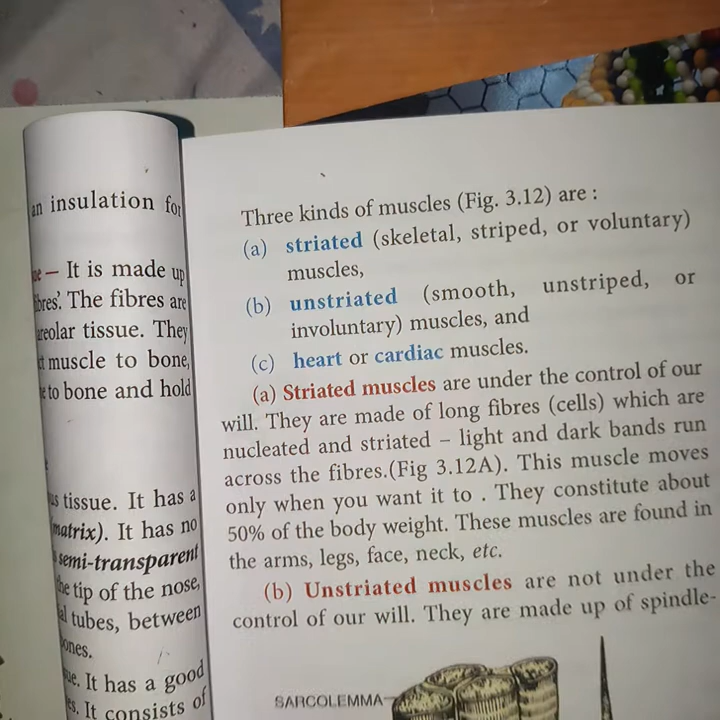 an insulation for
– It is made up
The fibres are
areolar tissue. They
muscle to bone,
to bone and hold
tissue. It has a
matrix). It has no
semi-transparent
tip of the nose,
tubes, between
It has a good
It consists of
Three kinds of muscles (Fig. 3.12) are :
(a) striated (skeletal, striped, or voluntary)
muscles,
(b) unstriated (smooth, unstriped, or
involuntary) muscles, and
(c) heart or cardiac muscles.
(a) Striated muscles are under the control of our
will. They are made of long fibres (cells) which are
nucleated and striated – light and dark bands run
across the fibres.(Fig 3.12A). This muscle moves
only when you want it to . They constitute about
50% of the body weight. These muscles are found in
the arms, legs, face, neck, etc.
(b) Unstriated muscles are not under the
control of our will. They are made up of spindle-
SARCOLEMMA